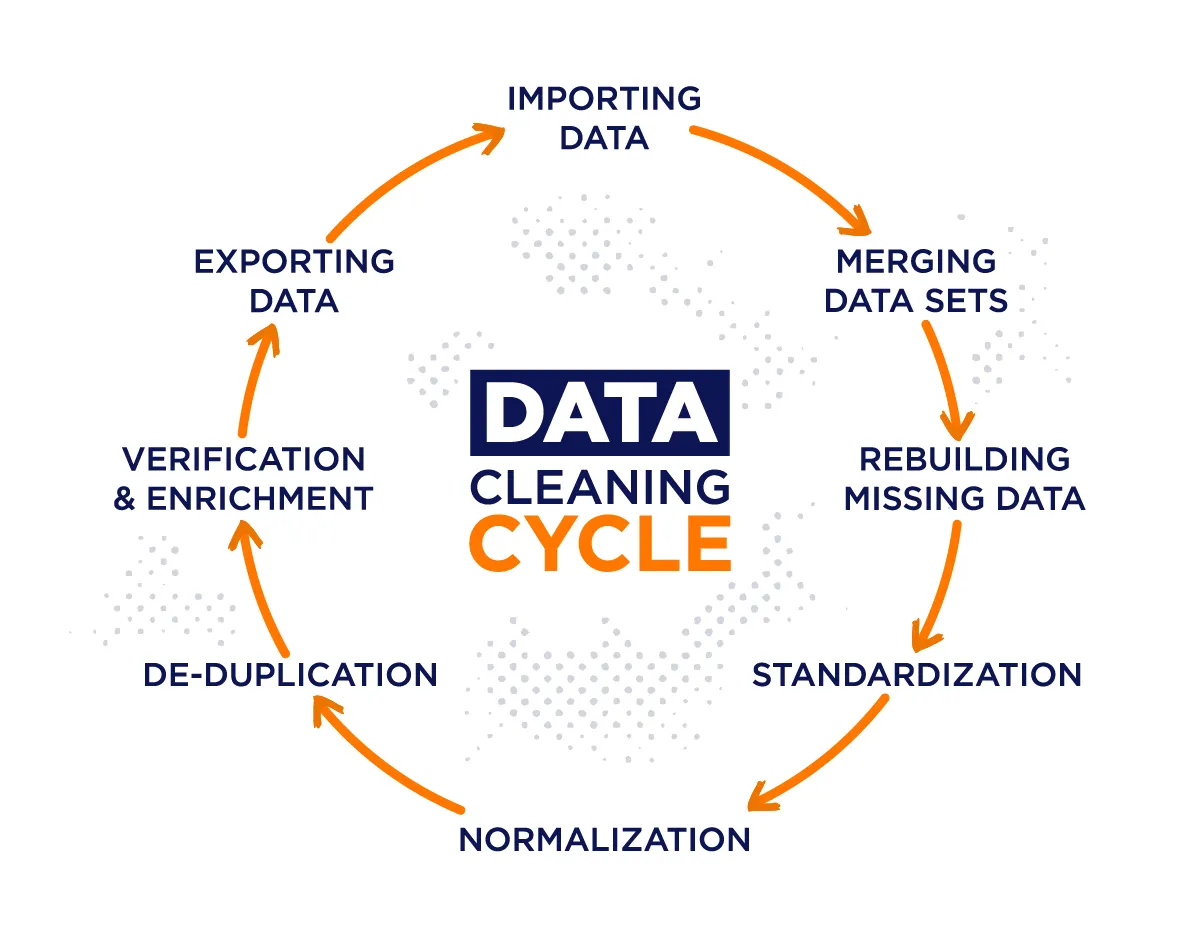 IMPORTING
DATA
MERGING
DATA SETS
REBUILDING
MISSING DATA
STANDARDIZATION
NORMALIZATION
DE-DUPLICATION
VERIFICATION
& ENRICHMENT
EXPORTING
DATA
DATA
CLEANING
CYCLE